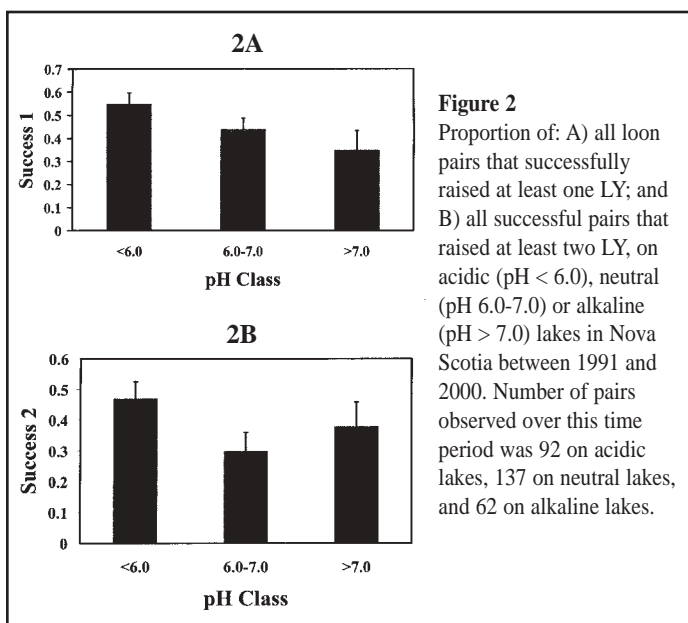 2A
Success 1
0.7
0.6
0.5
0.4
0.3
0.2
0.1
0
<6.0
6.0-7.0
>7.0
pH Class
2B
Success 2
0.6
0.5
0.4
0.3
0.2
0.1
0
<6.0
6.0-7.0
>7.0
pH Class
Figure 2
Proportion of: A) all loon
pairs that successfully
raised at least one LY; and
B) all successful pairs that
raised at least two LY, on
acidic (pH < 6.0), neutral
(pH 6.0-7.0) or alkaline
(pH > 7.0) lakes in Nova
Scotia between 1991 and
2000. Number of pairs
observed over this time
period was 92 on acidic
lakes, 137 on neutral lakes,
and 62 on alkaline lakes.